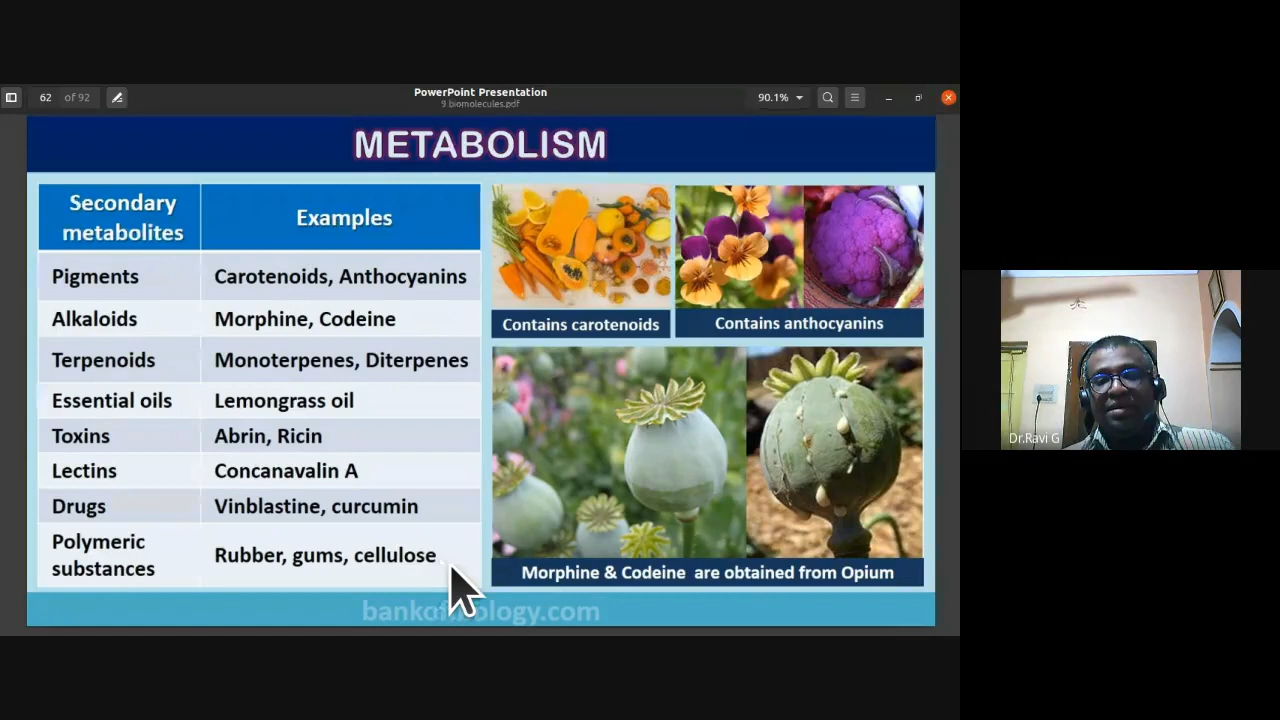 62 of 92
PowerPoint Presentation
9 biomolecules.pdf
90.1%
METABOLISM
Secondary
metabolites
Examples
Pigments
Carotenoids, Anthocyanins
Alkaloids
Morphine, Codeine
Terpenoids
Monoterpenes, Diterpenes
Essential oils
Lemongrass oil
Toxins
Abrin, Ricin
Lectins
Concanavalin A
Drugs
Vinblastine, curcumin
Polymeric
substances
Rubber, gums, cellulose
Contains carotenoids
Contains anthocyanins
Morphine & Codeine are obtained from Opium
bankofbiology.com
Dr.Ravi G